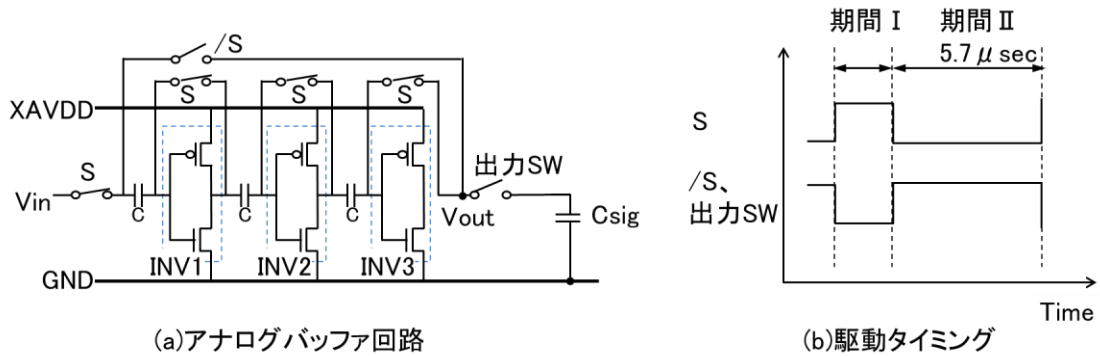 /S
S
S
S
XAVDD
S
Vin
C
C
C
出力SW
Vout
Csig
INV1
INV2
INV3
GND
(a)アナログバッファ回路
期間 Ⅰ
期間 Ⅱ
5.7 μ sec
S
/S、
出力SW
Time
(b)駆動タイミング